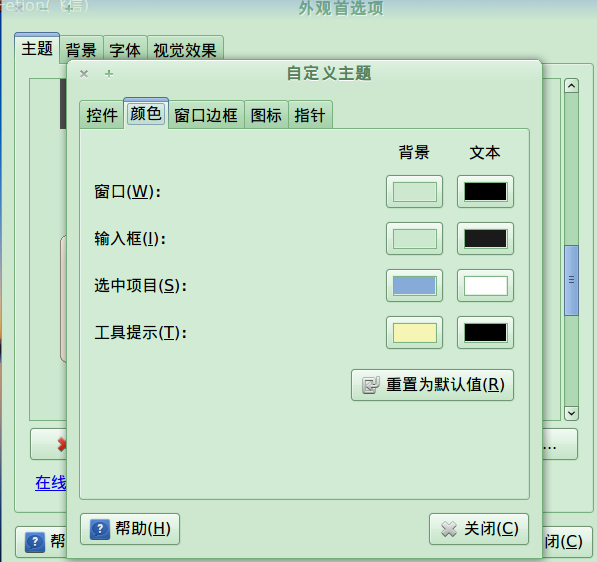 etion(飞信)
外观首选项
主题 背景 字体 视觉效果
自定义主题
控件 颜色 窗口边框 图标 指针
背景 文本
窗口(W):
输入框(I):
选中项目(S):
工具提示(T):
重置为默认值(R)
...
在线
帮助(H) 关闭(C)
帮 闭(C)